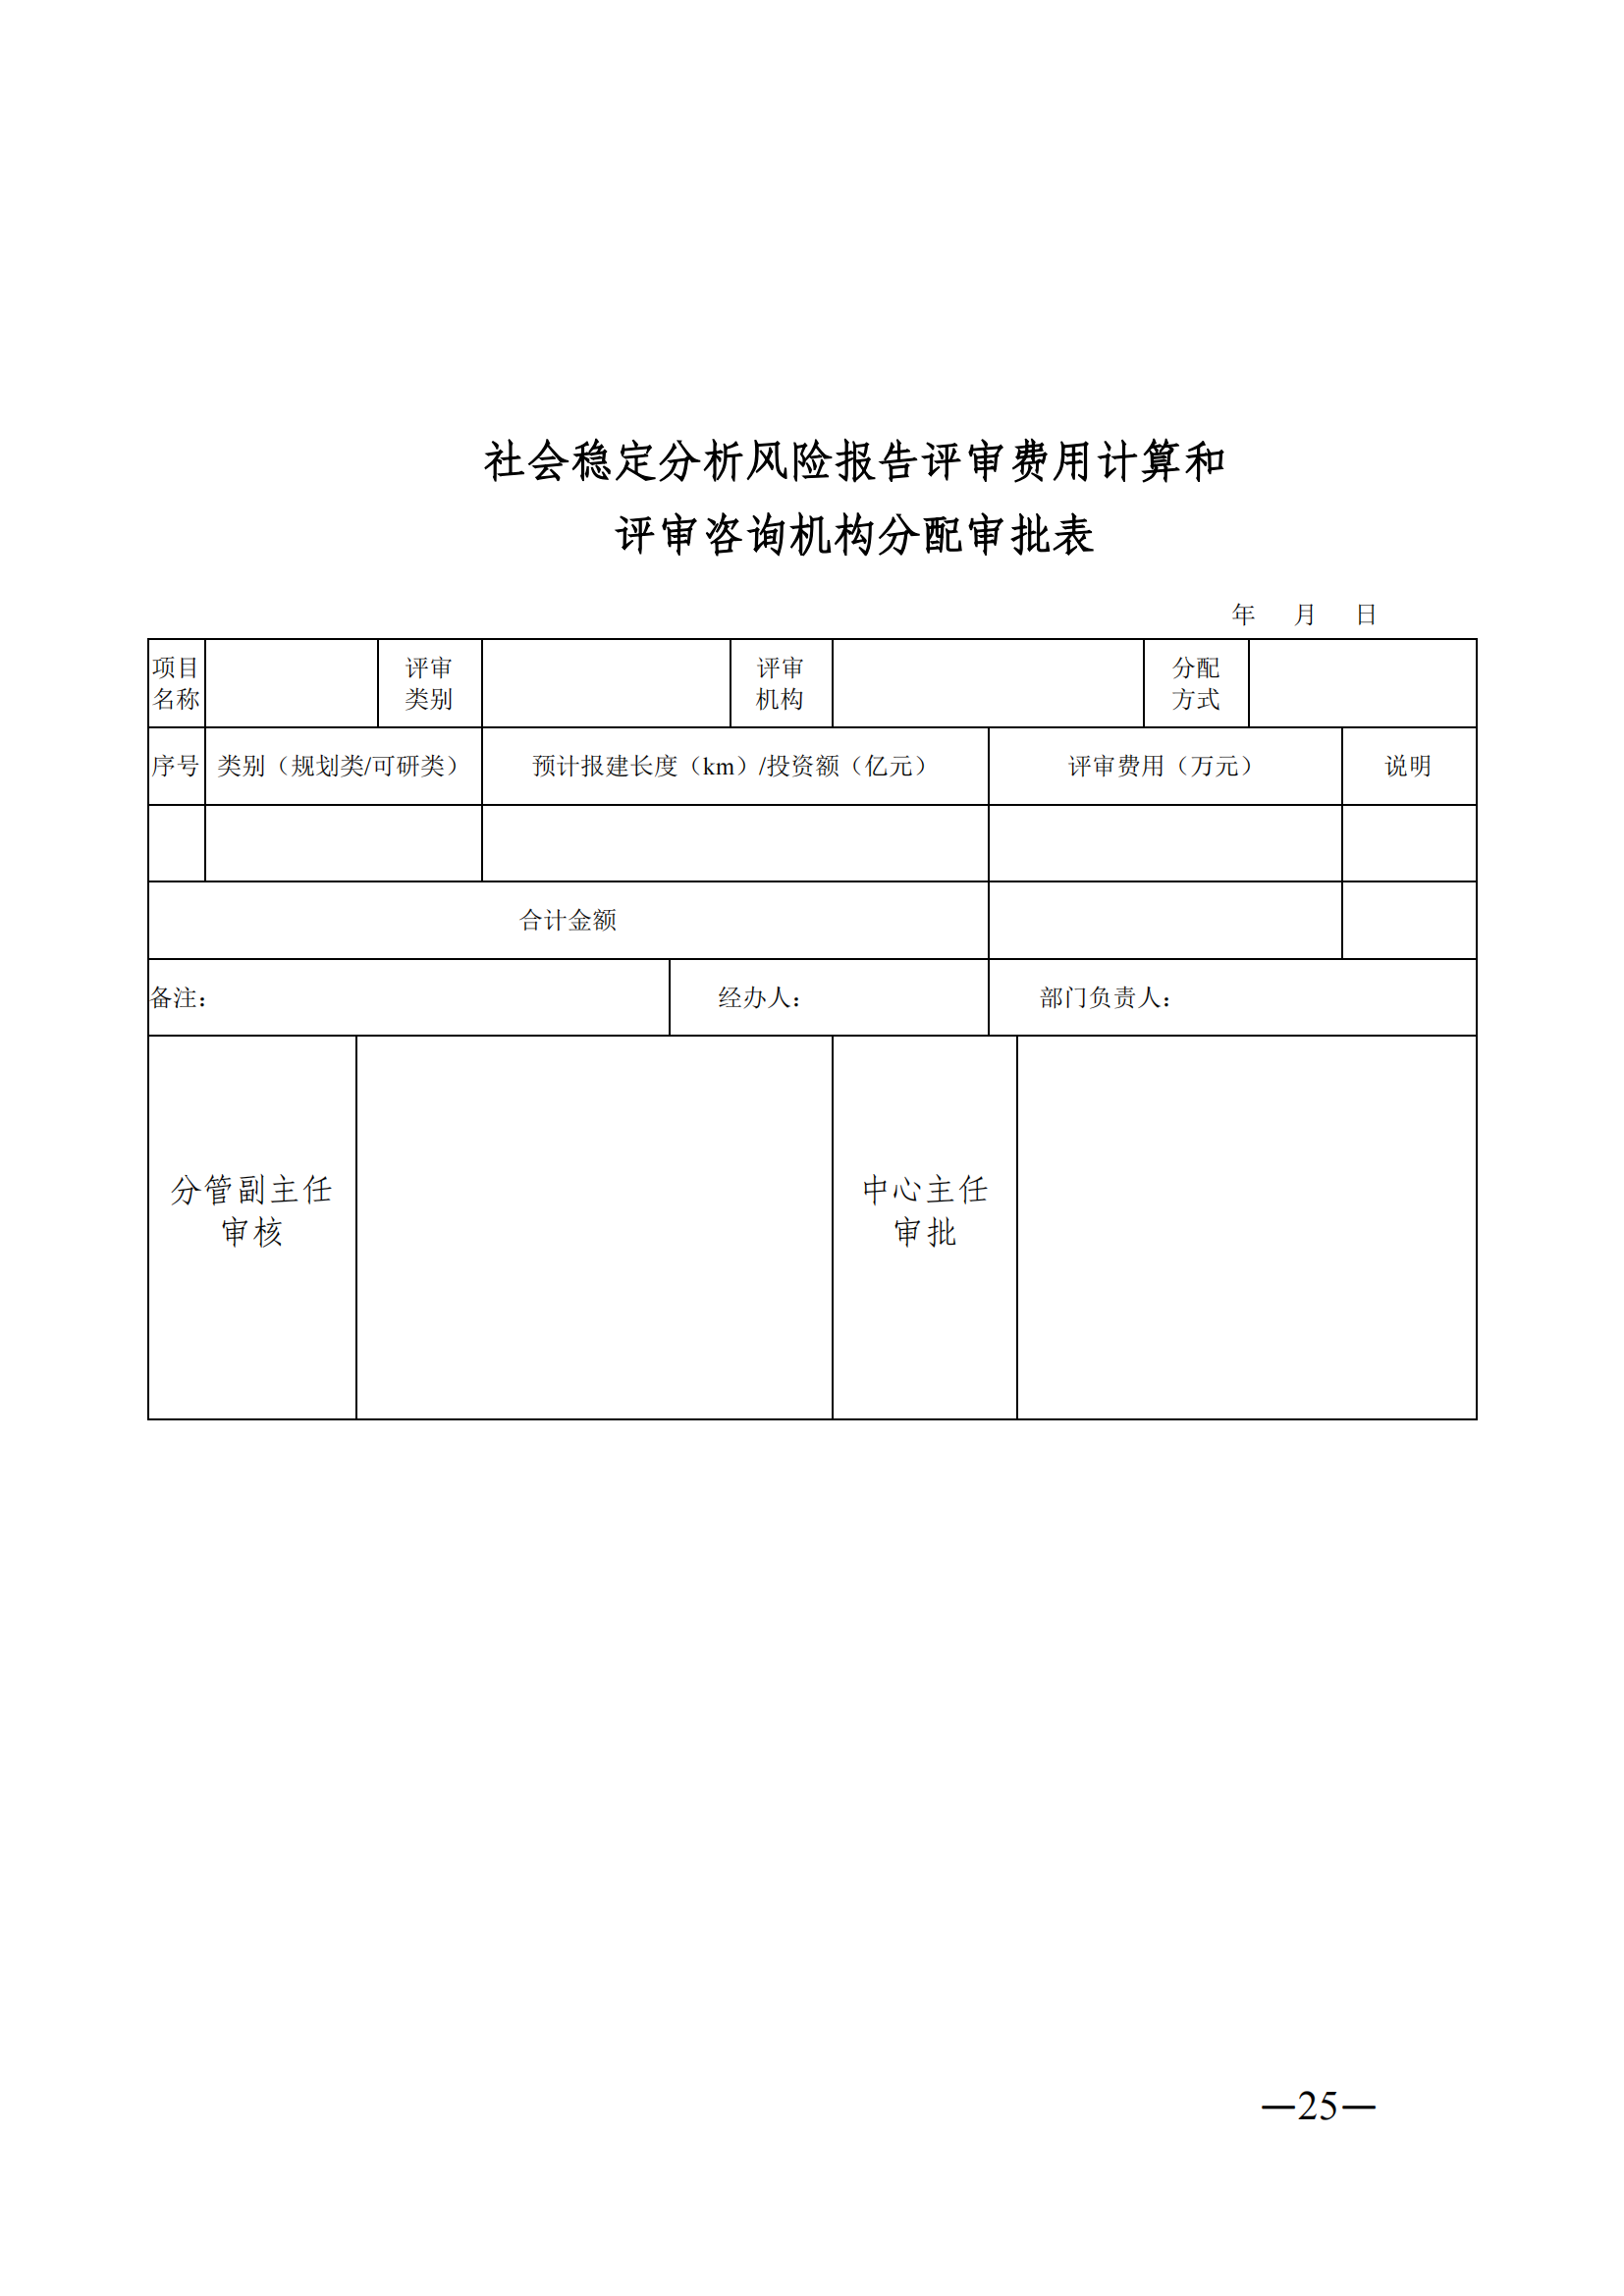 社会稳定分析风险报告评审费用计算和
评审咨询机构分配审批表
年 月 日
项目
名称
评审
类别
评审
机构
分配
方式
序号
类别（规划类/可研类）
预计报建长度（km）/投资额（亿元）
评审费用（万元）
说明
合计金额
备注：
经办人：
部门负责人：
分管副主任
审核
中心主任
审批
—25—